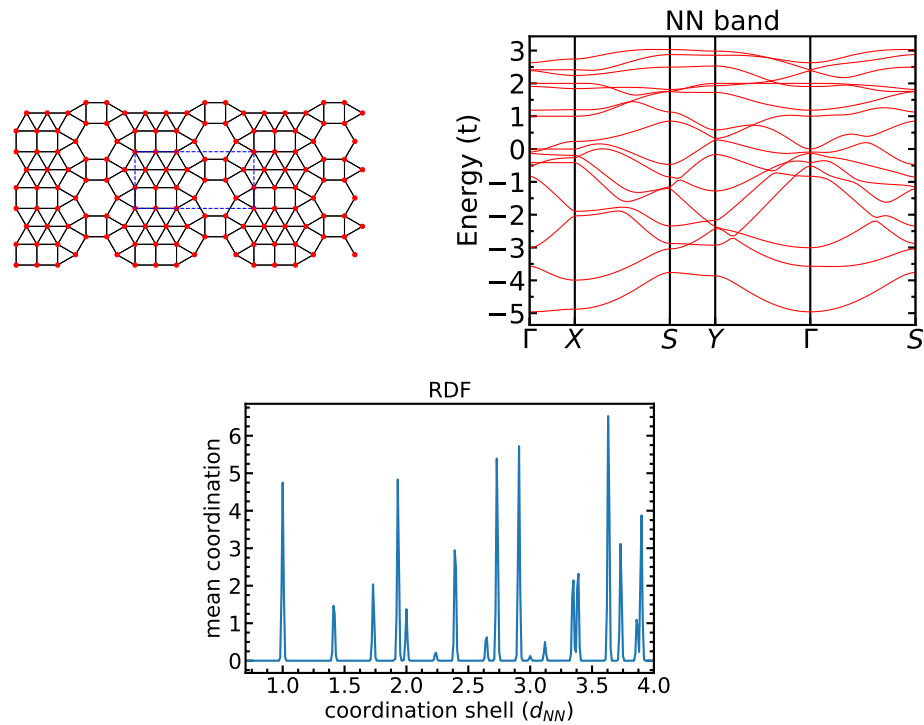 NN band
Energy (t)
3
2
1
0
−1
−2
−3
−4
−5
Γ X S Y Γ S
RDF
mean coordination
6
5
4
3
2
1
0
1.0 1.5 2.0 2.5 3.0 3.5 4.0
coordination shell (d_NN)